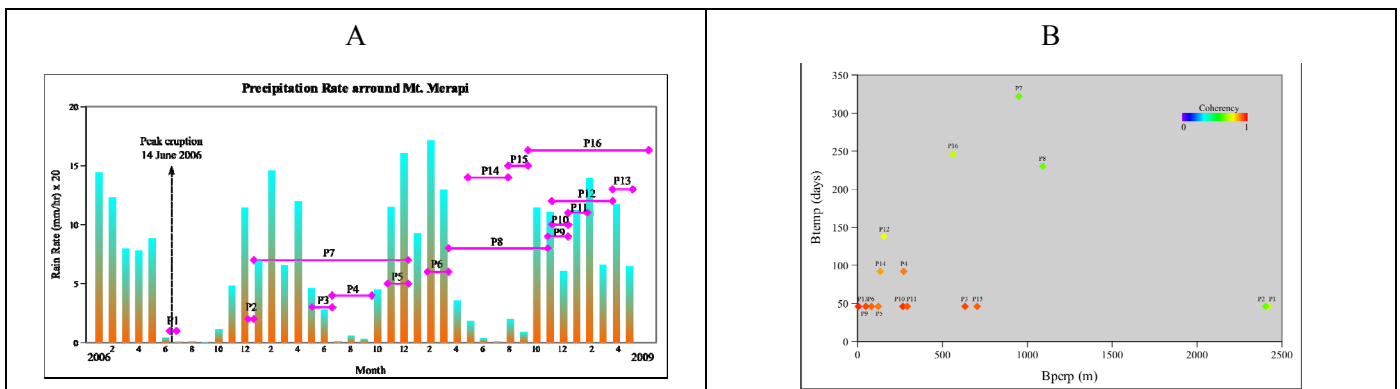 A
B
Precipitation Rate arround Mt. Merapi
20
15
10
5
0
Rain Rate (mm/hr) x 20
Peak eruption
14 June 2006
P1
P2
P3
P4
P5
P6
P7
P8
P9
P10
P11
P12
P13
P14
P15
P16
2 4 6 8 10 12 2 4 6 8 10 12 2 4 6 8 10 12 2 4
2006
2009
Month
350
300
250
200
150
100
50
0
Btemp (days)
P7
Coherency
0 1
P16
P8
P12
P14
P4
P6
P10
P11
P3
P15
P2
P1
P9
P5
0 500 1000 1500 2000 2500
Bperp (m)